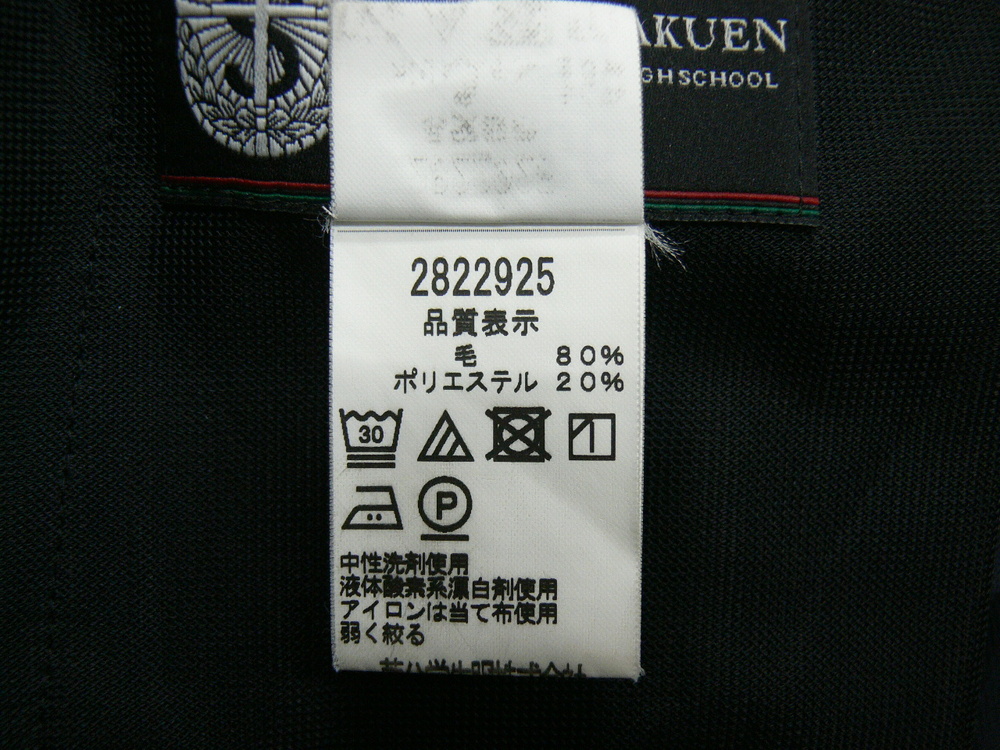 AKUEN
GH SCHOOL
2822925
品質表示
毛 80%
ポリエステル 20%
30
P
中性洗剤使用
液体酸素系漂白剤使用
アイロンは当て布使用
弱く絞る